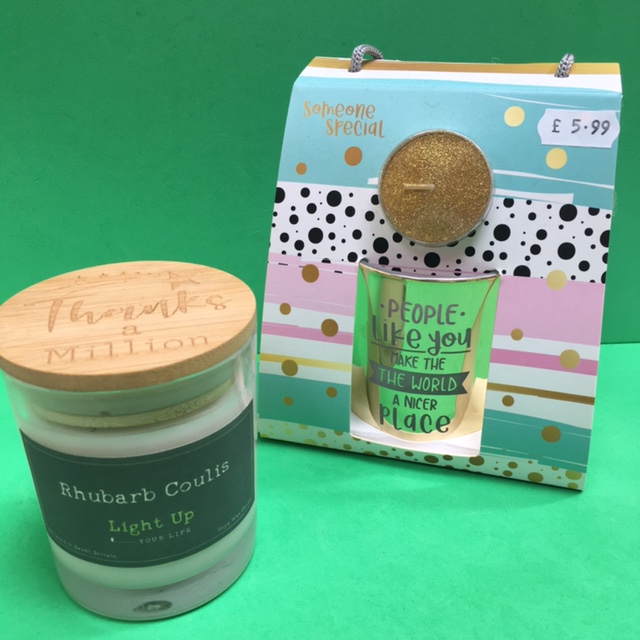 Someone
Special
£ 5.99
·PEOPLE·
Like you
MAKE THE
THE WORLD
A NICER
PLACE
Thanks
a
Million
Rhubarb Coulis
Light Up
YOUR LIFE